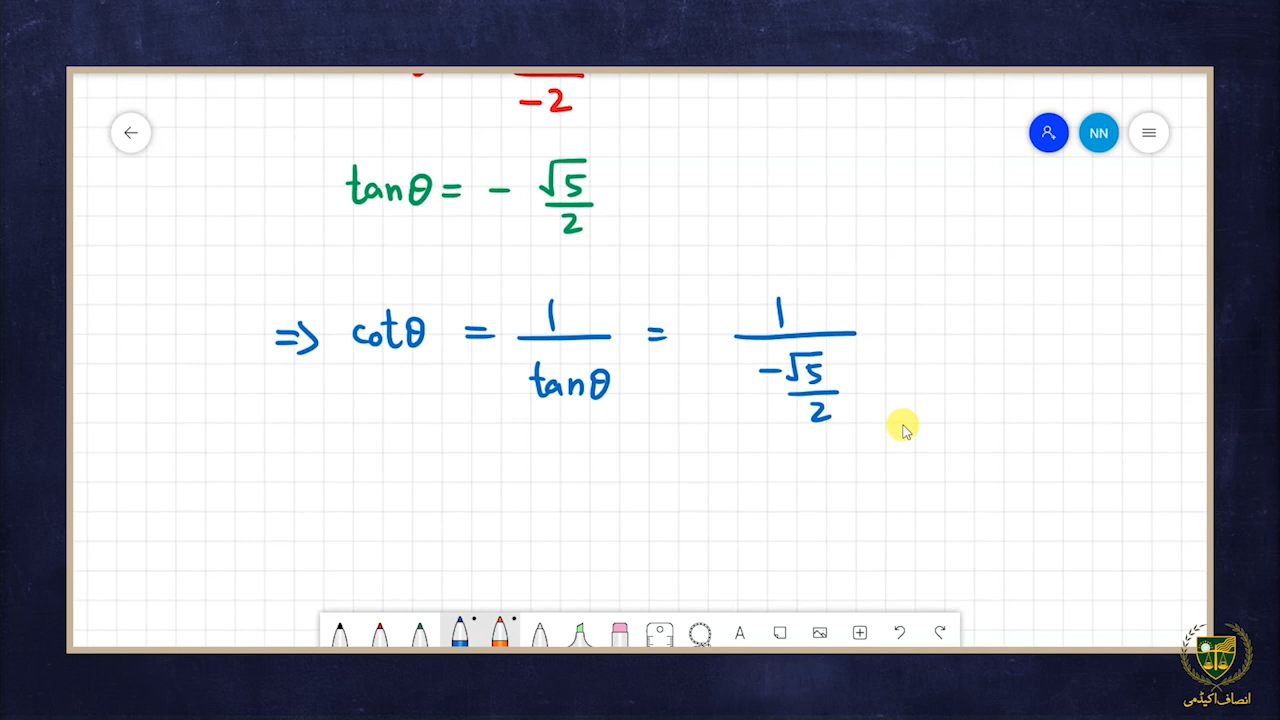 -2
NN
tanθ = - √5/2
=> cotθ = 1/tanθ = 1/(-√5/2)
A
انصاف اکیڈمی